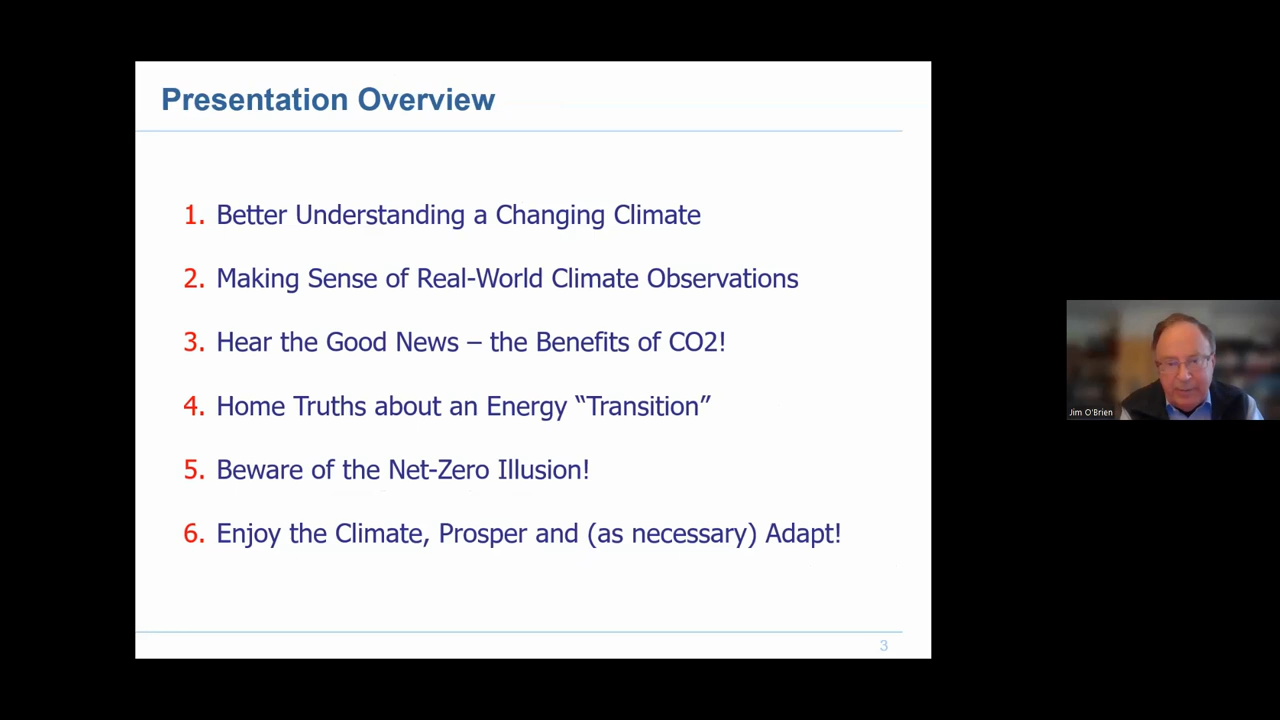 Presentation Overview
1. Better Understanding a Changing Climate
2. Making Sense of Real-World Climate Observations
3. Hear the Good News – the Benefits of CO2!
4. Home Truths about an Energy “Transition”
5. Beware of the Net-Zero Illusion!
6. Enjoy the Climate, Prosper and (as necessary) Adapt!
3
Jim O'Brien